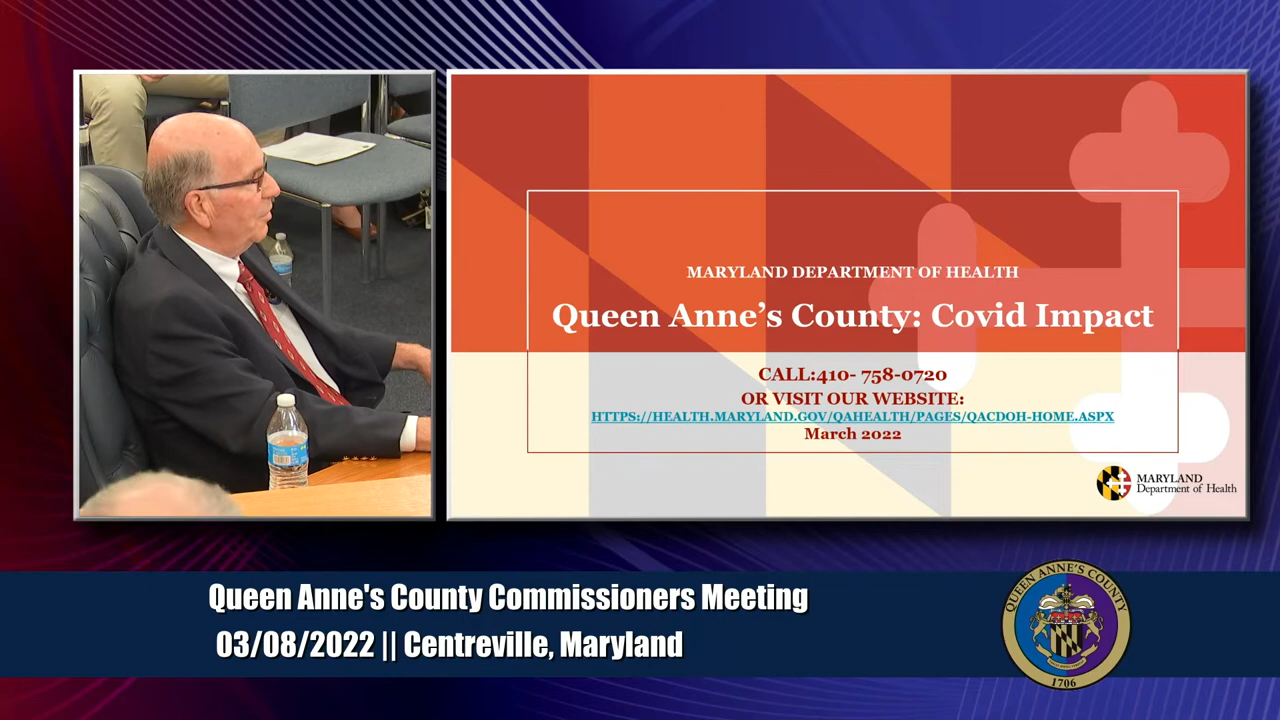 MARYLAND DEPARTMENT OF HEALTH
Queen Anne's County: Covid Impact
CALL:410- 758-0720
OR VISIT OUR WEBSITE:
HTTPS://HEALTH.MARYLAND.GOV/QAHEALTH/PAGES/QACDOH-HOME.ASPX
March 2022
MARYLAND
Department of Health
Queen Anne's County Commissioners Meeting
03/08/2022 || Centreville, Maryland
QUEEN ANNE'S COUNTY
1706